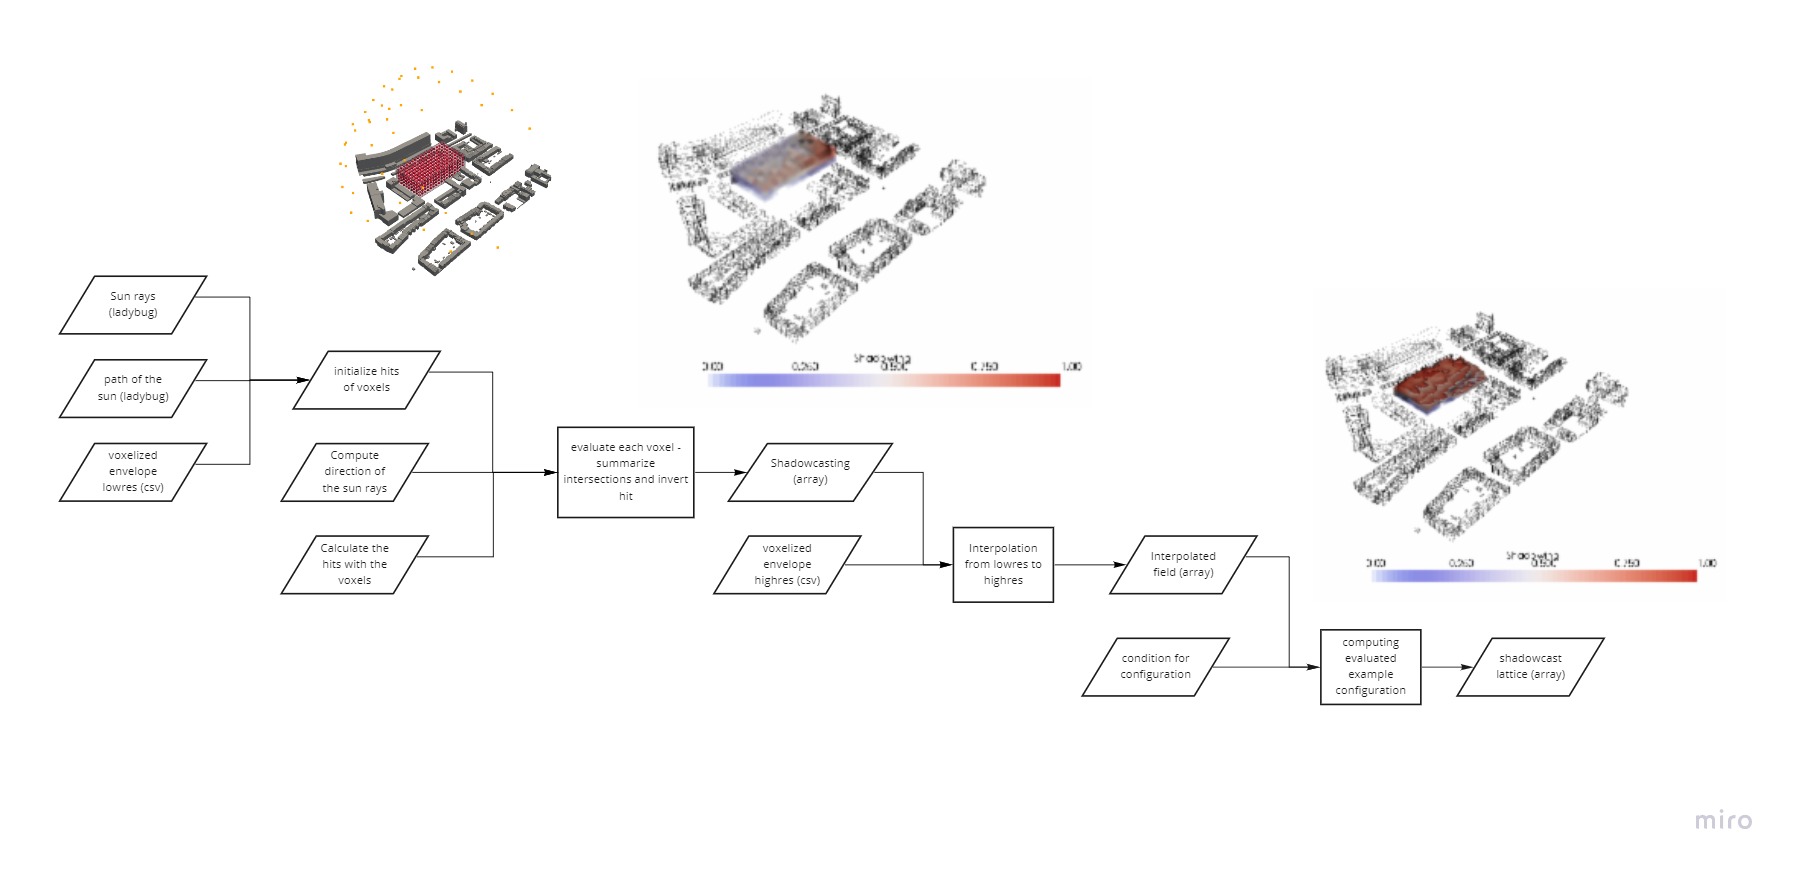 Sun rays
(ladybug)
path of the
sun (ladybug)
voxelized
envelope
lowres (csv)
initialize hits
of voxels
Compute
direction of
the sun rays
Calculate the
hits with the
voxels
evaluate each voxel -
summarize
intersections and invert
hit
Shadowing
0.00 0.250 0.500 0.750 1.00
Shadowcasting
(array)
voxelized
envelope
highres (csv)
Interpolation
from lowres to
highres
Interpolated
field (array)
condition for
configuration
Shadowing
0.00 0.250 0.500 0.750 1.00
computing
evaluated
example
configuration
shadowcast
lattice (array)
miro